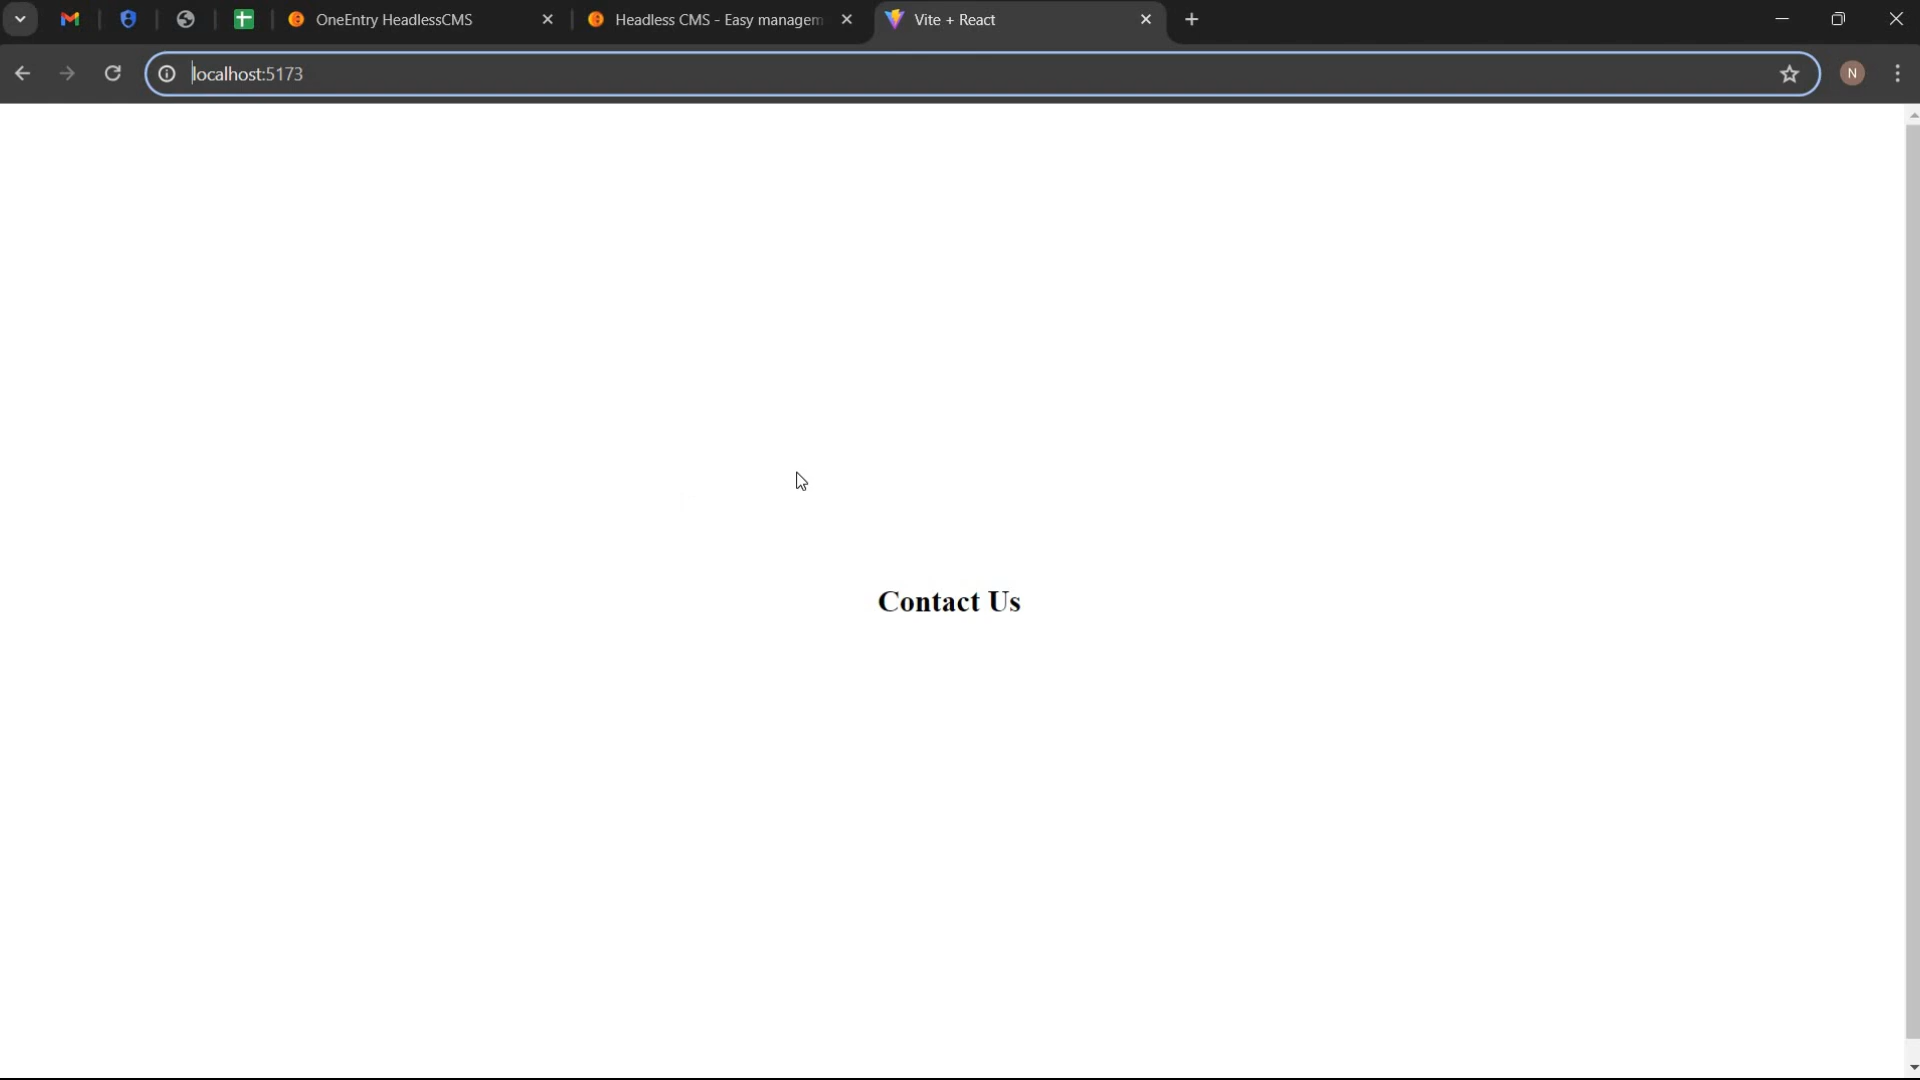 OneEntry HeadlessCMS
Headless CMS - Easy managem
Vite + React
localhost:5173
N
Contact Us